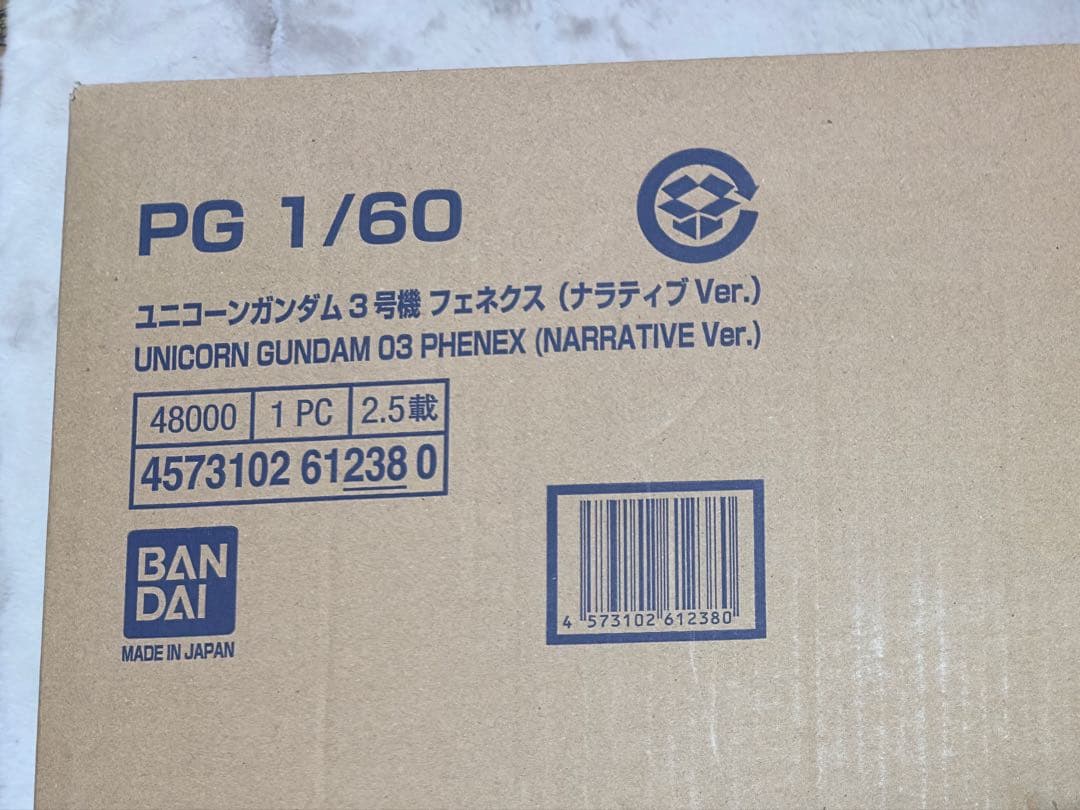 PG 1/60
ユニコーンガンダム3号機 フェネクス (ナラティブ Ver.)
UNICORN GUNDAM 03 PHENEX (NARRATIVE Ver.)
48000 1 PC 2.5載
4573102 61238 0
BAN
DAI
MADE IN JAPAN
4 573102 612380